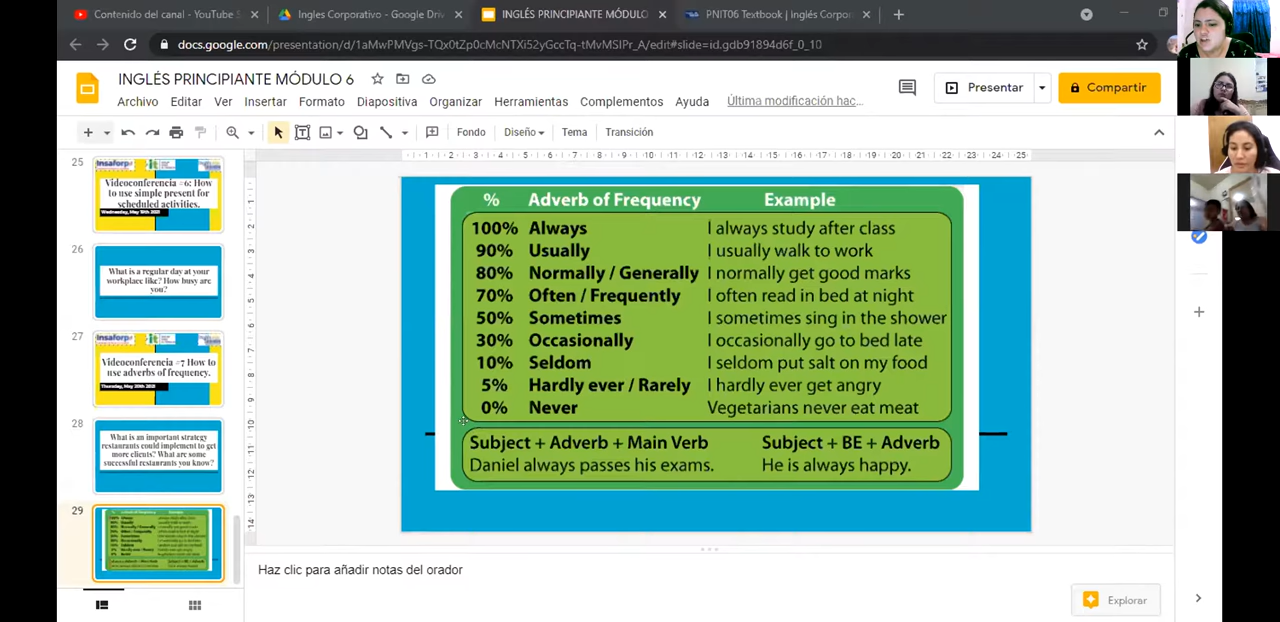 Contenido del canal - YouTube S
Ingles Corporativo - Google Driv
INGLÉS PRINCIPIANTE MÓDULO
PNIT06 Textbook | Inglés Corpor
docs.google.com/presentation/d/1aMwPMVgs-TQx0tZp0cMcNTXi52yGccTq-tMvMSIPr_A/edit#slide=id.gdb91894d6f_0_10
INGLÉS PRINCIPIANTE MÓDULO 6
Presentar
Compartir
Archivo Editar Ver Insertar Formato Diapositiva Organizar Herramientas Complementos Ayuda Última modificación hac...
Fondo Diseño Tema Transición
25
Insaforp
Videoconferencia #6: How
to use simple present for
scheduled activities.
Wednesday, May 19th 2021
26
What is a regular day at your
workplace like? How busy are
you?
27
Insaforp
Videoconferencia #7 How to
use adverbs of frequency.
Thursday, May 20th 2021
28
What is an important strategy
restaurants could implement to get
more clients? What are some
successful restaurants you know?
29
% Adverb of Frequency Example
100% Always I always study after class
90% Usually I usually walk to work
80% Normally / Generally I normally get good marks
70% Often / Frequently I often read in bed at night
50% Sometimes I sometimes sing in the shower
30% Occasionally I occasionally go to bed late
10% Seldom I seldom put salt on my food
5% Hardly ever / Rarely I hardly ever get angry
0% Never Vegetarians never eat meat
Subject + Adverb + Main Verb Subject + BE + Adverb
Daniel always passes his exams. He is always happy.
Haz clic para añadir notas del orador
Explorar